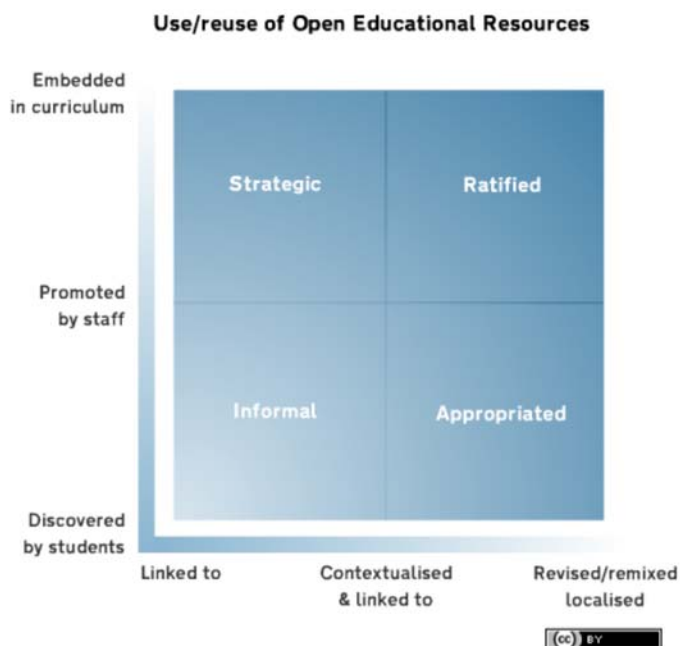 Use/reuse of Open Educational Resources
Embedded
in curriculum
Strategic
Ratified
Promoted
by staff
Informal
Appropriated
Discovered
by students
Linked to
Contextualised
& linked to
Revised/remixed
localised
(cc) BY